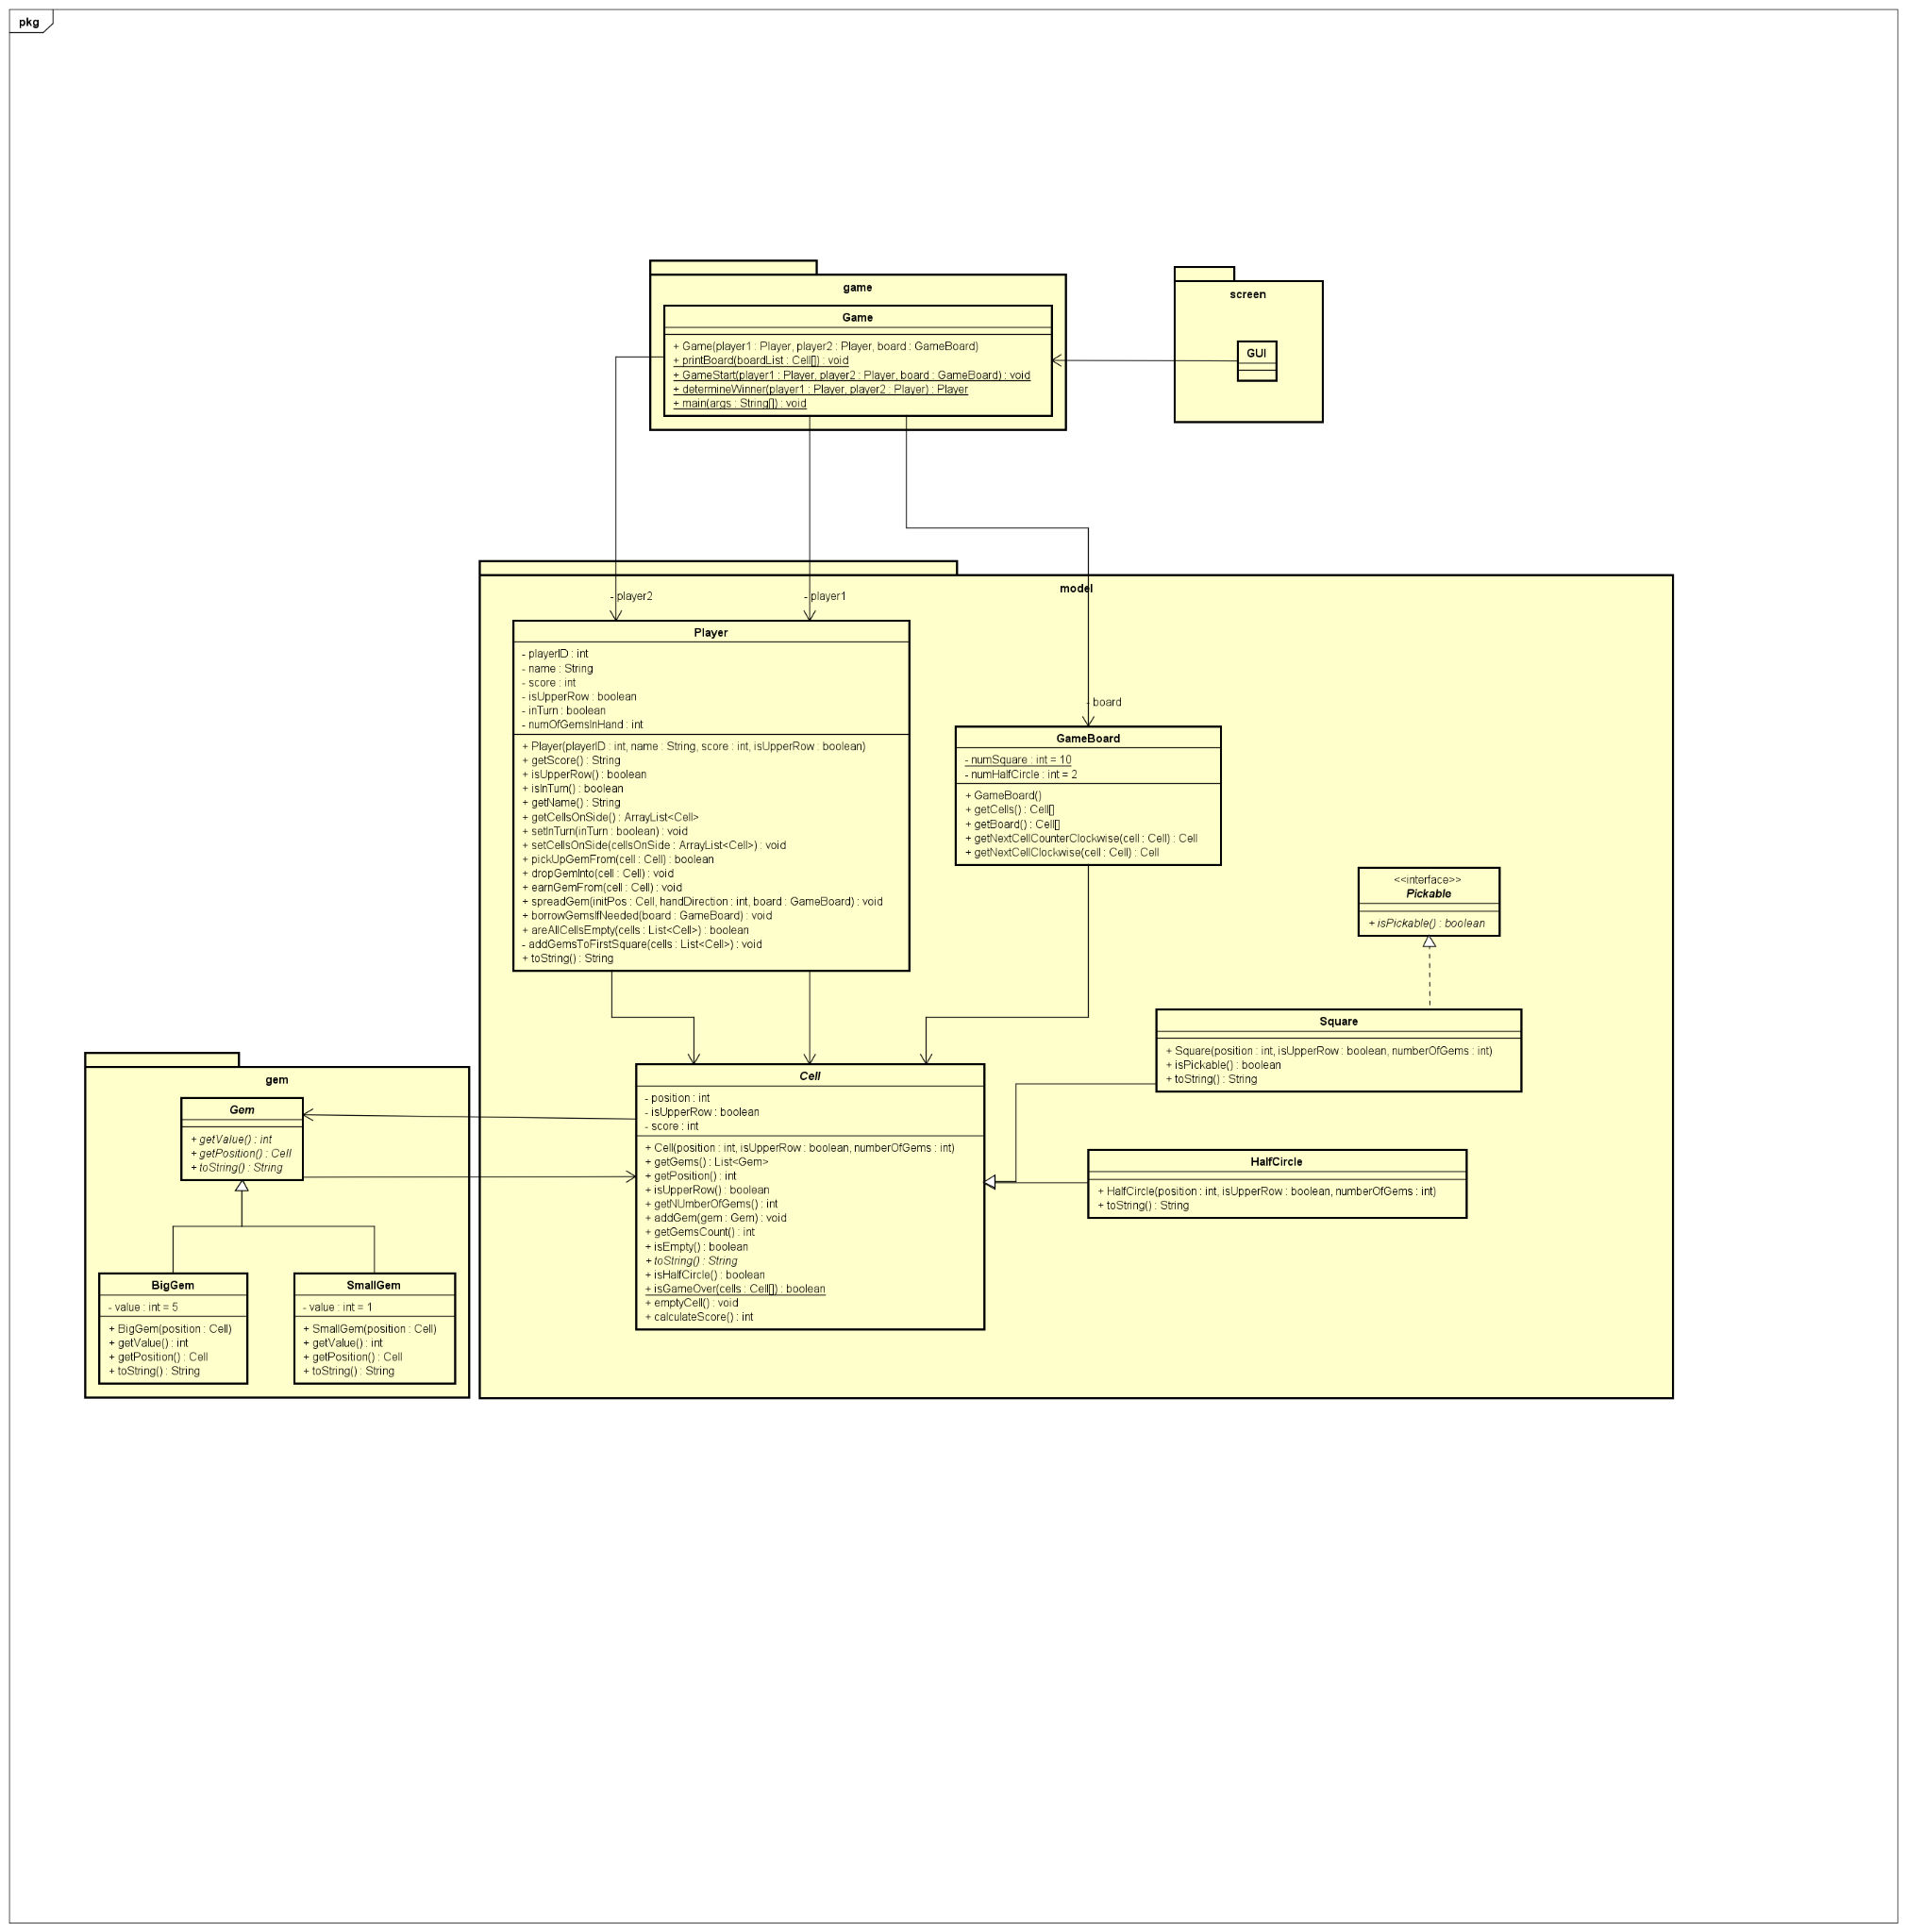 pkg
game
Game
+ Game(player1 : Player, player2 : Player, board : GameBoard)
+ printBoard(boardList : Cell[]) : void
+ GameStart(player1 : Player, player2 : Player, board : GameBoard) : void
+ determineWinner(player1 : Player, player2 : Player) : Player
+ main(args : String[]) : void
screen
GUI
model
- player2
- player1
- board
Player
- playerID : int
- name : String
- score : int
- isUpperRow : boolean
- inTurn : boolean
- numOfGemsInHand : int
+ Player(playerID : int, name : String, score : int, isUpperRow : boolean)
+ getScore() : String
+ isUpperRow() : boolean
+ isInTurn() : boolean
+ getName() : String
+ getCellsOnSide() : ArrayList<Cell>
+ setInTurn(inTurn : boolean) : void
+ setCellsOnSide(cellsOnSide : ArrayList<Cell>) : void
+ pickUpGemFrom(cell : Cell) : boolean
+ dropGemInto(cell : Cell) : void
+ earnGemFrom(cell : Cell) : void
+ spreadGem(initPos : Cell, handDirection : int, board : GameBoard) : void
+ borrowGemsIfNeeded(board : GameBoard) : void
+ areAllCellsEmpty(cells : List<Cell>) : boolean
- addGemsToFirstSquare(cells : List<Cell>) : void
+ toString() : String
GameBoard
- numSquare : int = 10
- numHalfCircle : int = 2
+ GameBoard()
+ getCells() : Cell[]
+ getBoard() : Cell[]
+ getNextCellCounterClockwise(cell : Cell) : Cell
+ getNextCellClockwise(cell : Cell) : Cell
<<interface>>
Pickable
+ isPickable() : boolean
Square
+ Square(position : int, isUpperRow : boolean, numberOfGems : int)
+ isPickable() : boolean
+ toString() : String
HalfCircle
+ HalfCircle(position : int, isUpperRow : boolean, numberOfGems : int)
+ toString() : String
Cell
- position : int
- isUpperRow : boolean
- score : int
+ Cell(position : int, isUpperRow : boolean, numberOfGems : int)
+ getGems() : List<Gem>
+ getPosition() : int
+ isUpperRow() : boolean
+ getNUmberOfGems() : int
+ addGem(gem : Gem) : void
+ getGemsCount() : int
+ isEmpty() : boolean
+ toString() : String
+ isHalfCircle() : boolean
+ isGameOver(cells : Cell[]) : boolean
+ emptyCell() : void
+ calculateScore() : int
gem
Gem
+ getValue() : int
+ getPosition() : Cell
+ toString() : String
BigGem
- value : int = 5
+ BigGem(position : Cell)
+ getValue() : int
+ getPosition() : Cell
+ toString() : String
SmallGem
- value : int = 1
+ SmallGem(position : Cell)
+ getValue() : int
+ getPosition() : Cell
+ toString() : String